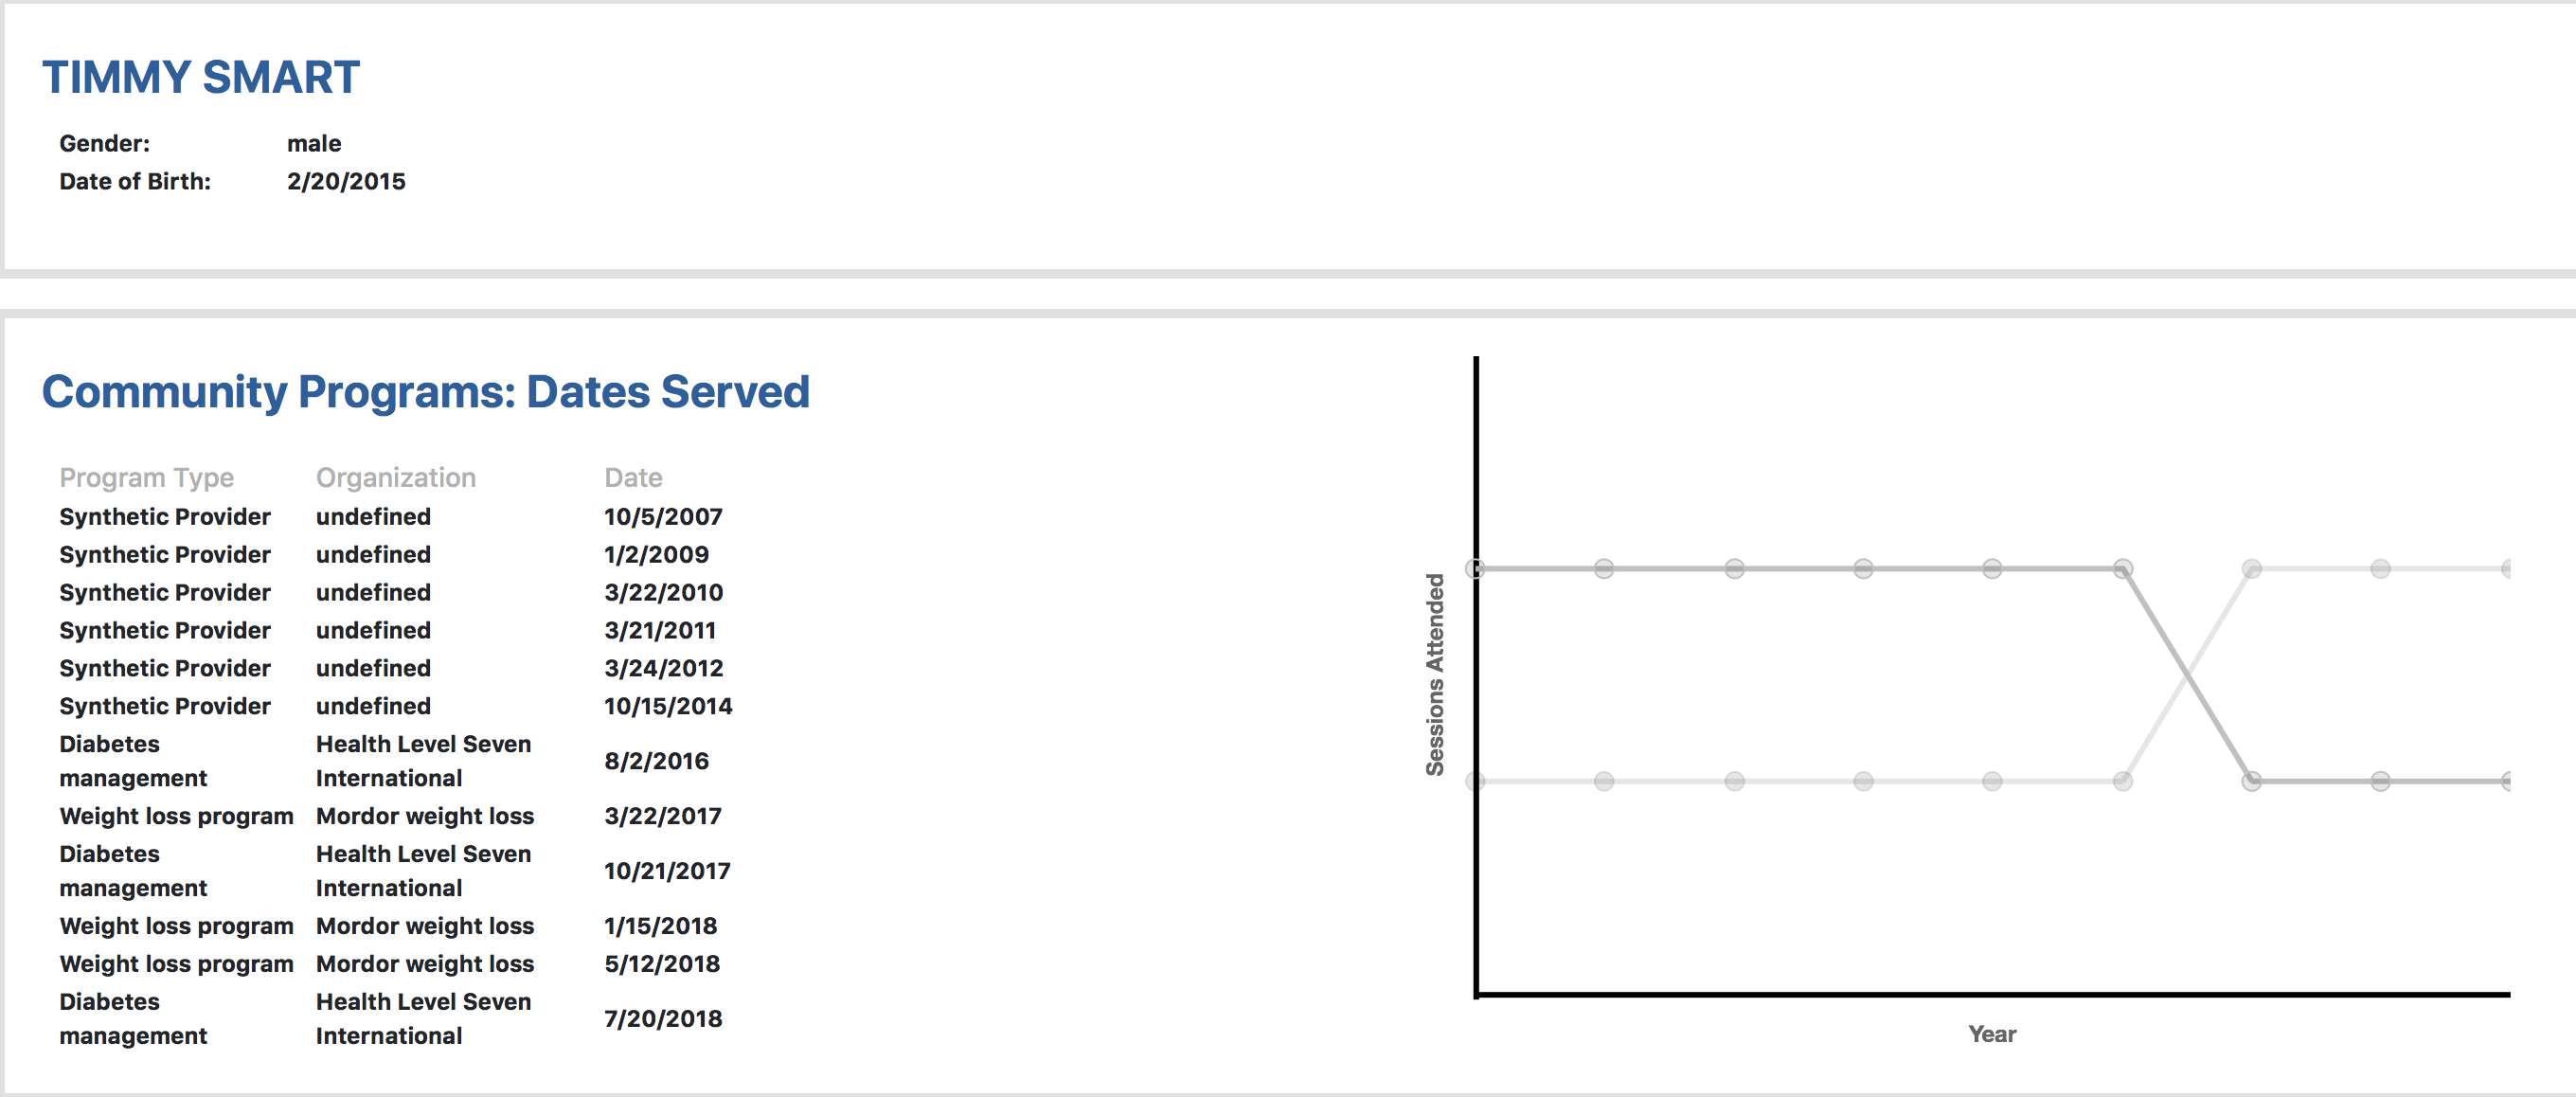 TIMMY SMART
Gender: male
Date of Birth: 2/20/2015
Community Programs: Dates Served
Program Type Organization Date
Synthetic Provider undefined 10/5/2007
Synthetic Provider undefined 1/2/2009
Synthetic Provider undefined 3/22/2010
Synthetic Provider undefined 3/21/2011
Synthetic Provider undefined 3/24/2012
Synthetic Provider undefined 10/15/2014
Diabetes Health Level Seven
8/2/2016
management International
Weight loss program Mordor weight loss 3/22/2017
Diabetes Health Level Seven
10/21/2017
management International
Weight loss program Mordor weight loss 1/15/2018
Weight loss program Mordor weight loss 5/12/2018
Diabetes Health Level Seven
7/20/2018
management International
Sessions Attended
Year